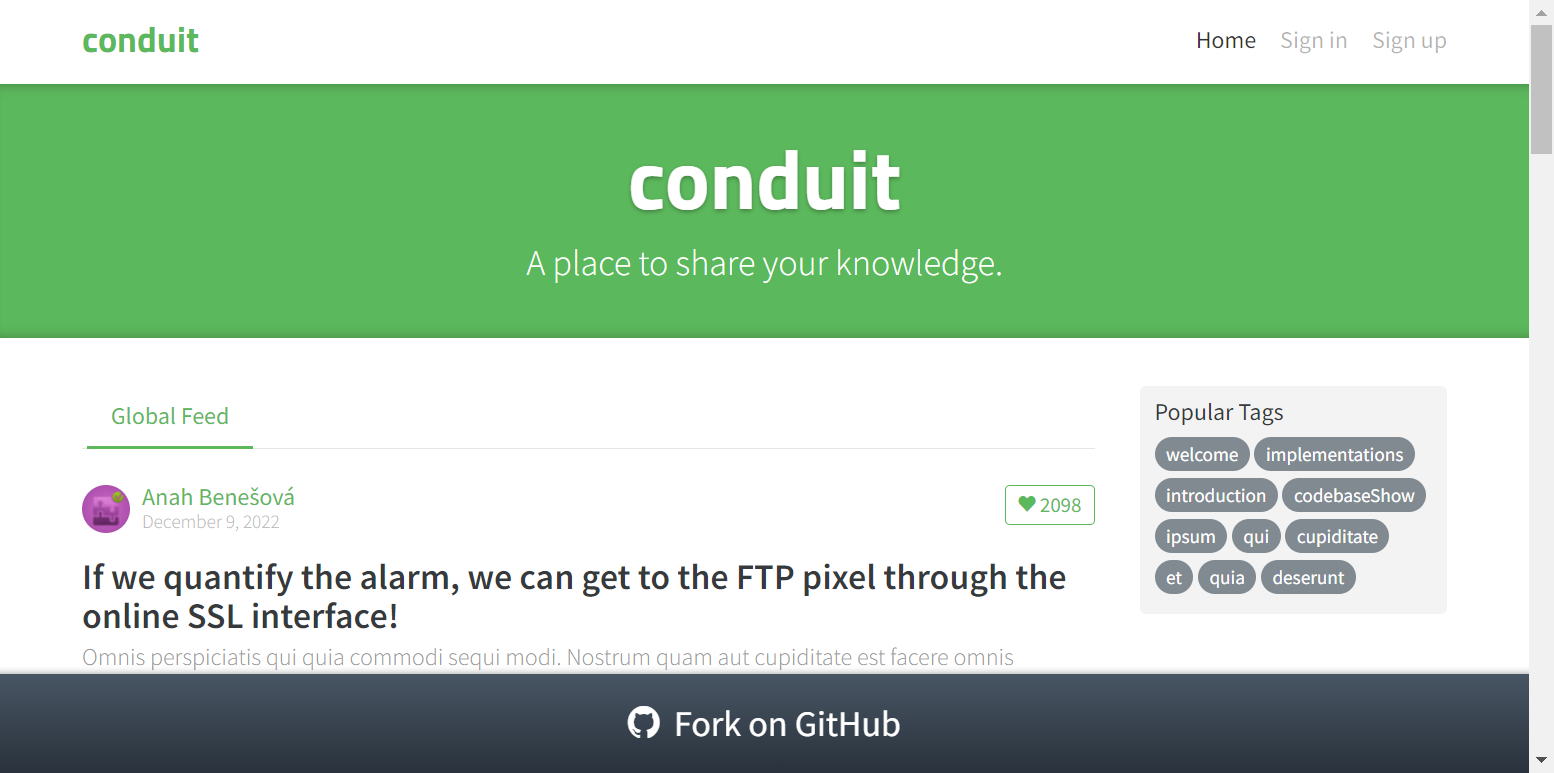 conduit
Home Sign in Sign up
conduit
A place to share your knowledge.
Global Feed
Anah Benešová
December 9, 2022
2098
If we quantify the alarm, we can get to the FTP pixel through the
online SSL interface!
Omnis perspiciatis qui quia commodi sequi modi. Nostrum quam aut cupiditate est facere omnis
Popular Tags
welcome implementations
introduction codebaseShow
ipsum qui cupiditate
et quia deserunt
Fork on GitHub